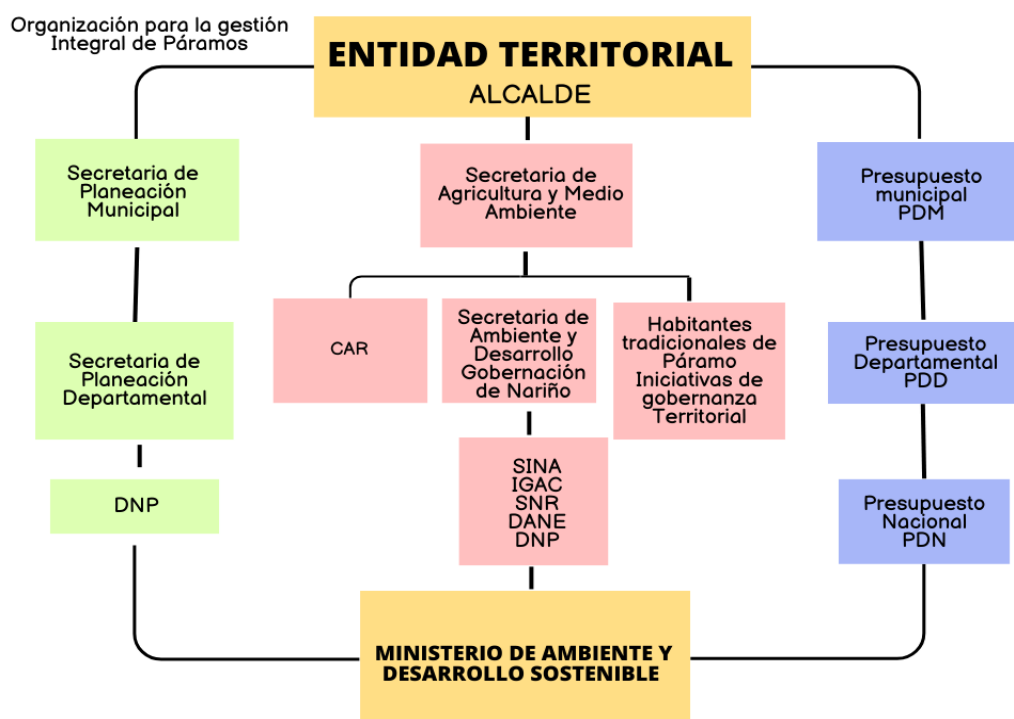 Organización para la gestión
Integral de Páramos
ENTIDAD TERRITORIAL
ALCALDE
Secretaria de
Planeación
Municipal
Secretaria de
Agricultura y Medio
Ambiente
Presupuesto
municipal
PDM
CAR
Secretaria de
Ambiente y
Desarrollo
Gobernación
de Nariño
Habitantes
tradicionales de
Páramo
Iniciativas de
gobernanza
Territorial
Secretaria de
Planeación
Departamental
Presupuesto
Departamental
PDD
DNP
SINA
IGAC
SNR
DANE
DNP
Presupuesto
Nacional
PDN
MINISTERIO DE AMBIENTE Y
DESARROLLO SOSTENIBLE